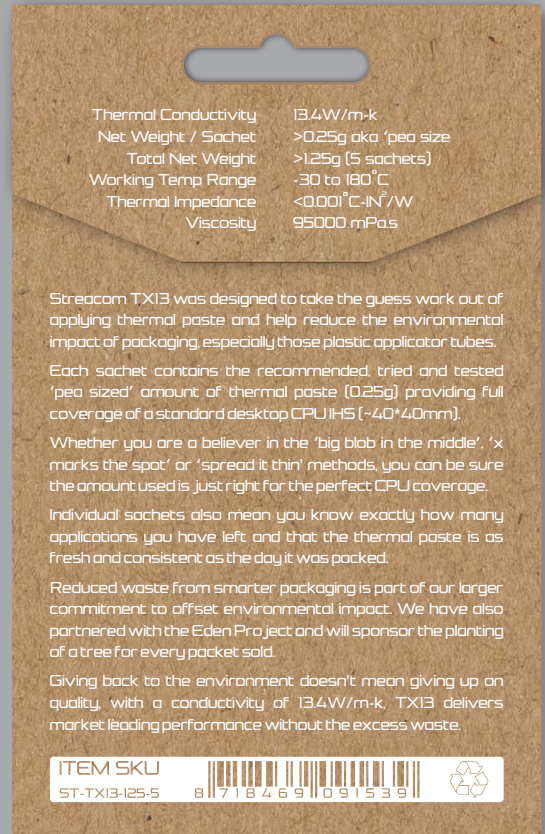 Thermal Conductivity 13.4W/m-k
Net Weight / Sachet >0.25g aka ‘pea size
Total Net Weight >1.25g (5 sachets)
Working Temp Range -30 to 180°C
Thermal Impedance <0.001°C-IN²/W
Viscosity 95000 mPa.s
Streacom TX13 was designed to take the guess work out of
applying thermal paste and help reduce the environmental
impact of packaging, especially those plastic applicator tubes.
Each sachet contains the recommended, tried and tested
‘pea sized’ amount of thermal paste (0.25g) providing full
coverage of a standard desktop CPU IHS (~40*40mm).
Whether you are a believer in the ‘big blob in the middle’, ‘x
marks the spot’ or ‘spread it thin’ methods, you can be sure
the amount used is just right for the perfect CPU coverage.
Individual sachets also mean you know exactly how many
applications you have left and that the thermal paste is as
fresh and consistent as the day it was packed.
Reduced waste from smarter packaging is part of our larger
commitment to offset environmental impact. We have also
partnered with the Eden Project and will sponsor the planting
of a tree for every packet sold.
Giving back to the environment doesn’t mean giving up on
quality, with a conductivity of 13.4W/m-k, TX13 delivers
market leading performance without the excess waste.
ITEM SKU
ST-TX13-125-5
8 718469 091539